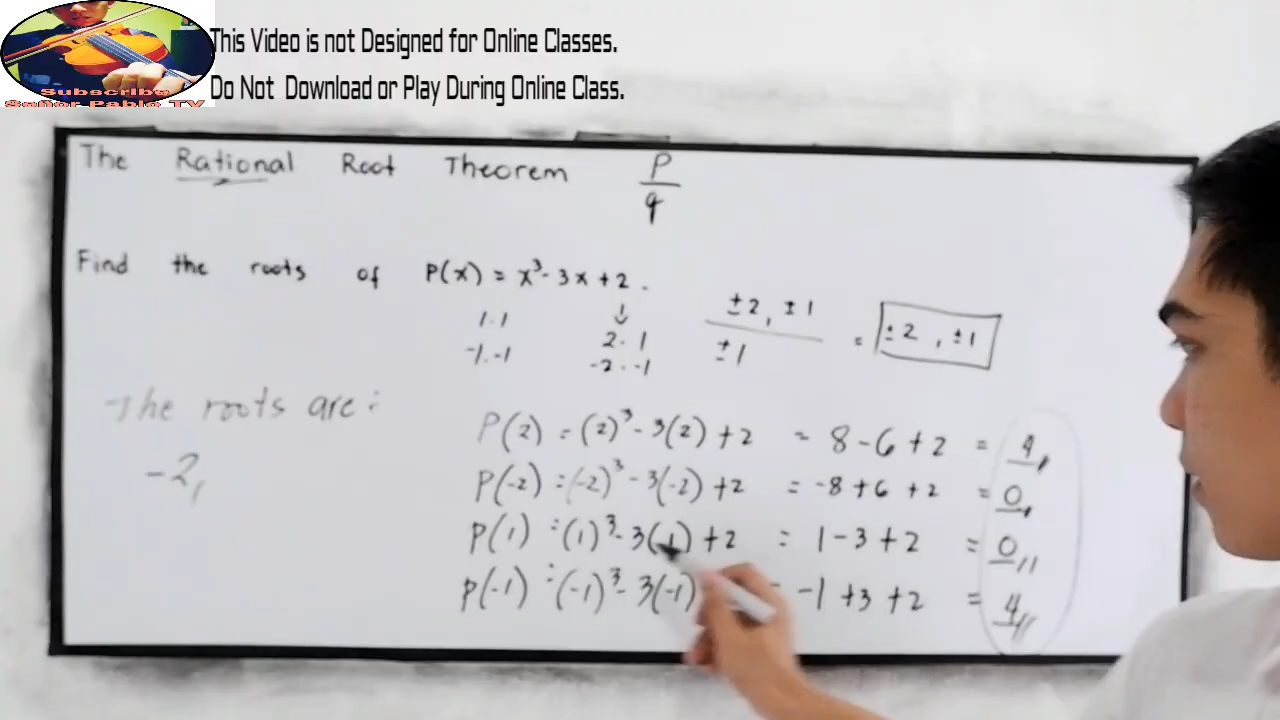 This Video is not Designed for Online Classes.
Do Not Download or Play During Online Class.
Subscribe
Señor Pablo TV
The Rational Root Theorem P/q
Find the roots of P(x) = x³ - 3x + 2.
1·1
-1·-1
2·1
-2·-1
±2, ±1 / ±1 = ±2, ±1
The roots are:
-2,
P(2) = (2)³ - 3(2) + 2 = 8 - 6 + 2 = 4,
P(-2) = (-2)³ - 3(-2) + 2 = -8 + 6 + 2 = 0,
P(1) = (1)³ - 3(1) + 2 = 1 - 3 + 2 = 0,,
P(-1) = (-1)³ - 3(-1) = -1 + 3 + 2 = 4,,